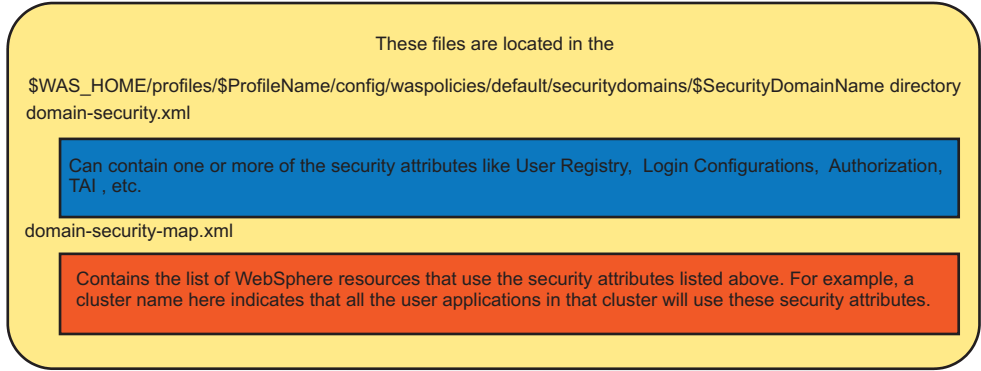 These files are located in the
$WAS_HOME/profiles/$ProfileName/config/waspolicies/default/securitydomains/$SecurityDomainName directory
domain-security.xml
Can contain one or more of the security attributes like User Registry, Login Configurations, Authorization,
TAI , etc.
domain-security-map.xml
Contains the list of WebSphere resources that use the security attributes listed above. For example, a
cluster name here indicates that all the user applications in that cluster will use these security attributes.